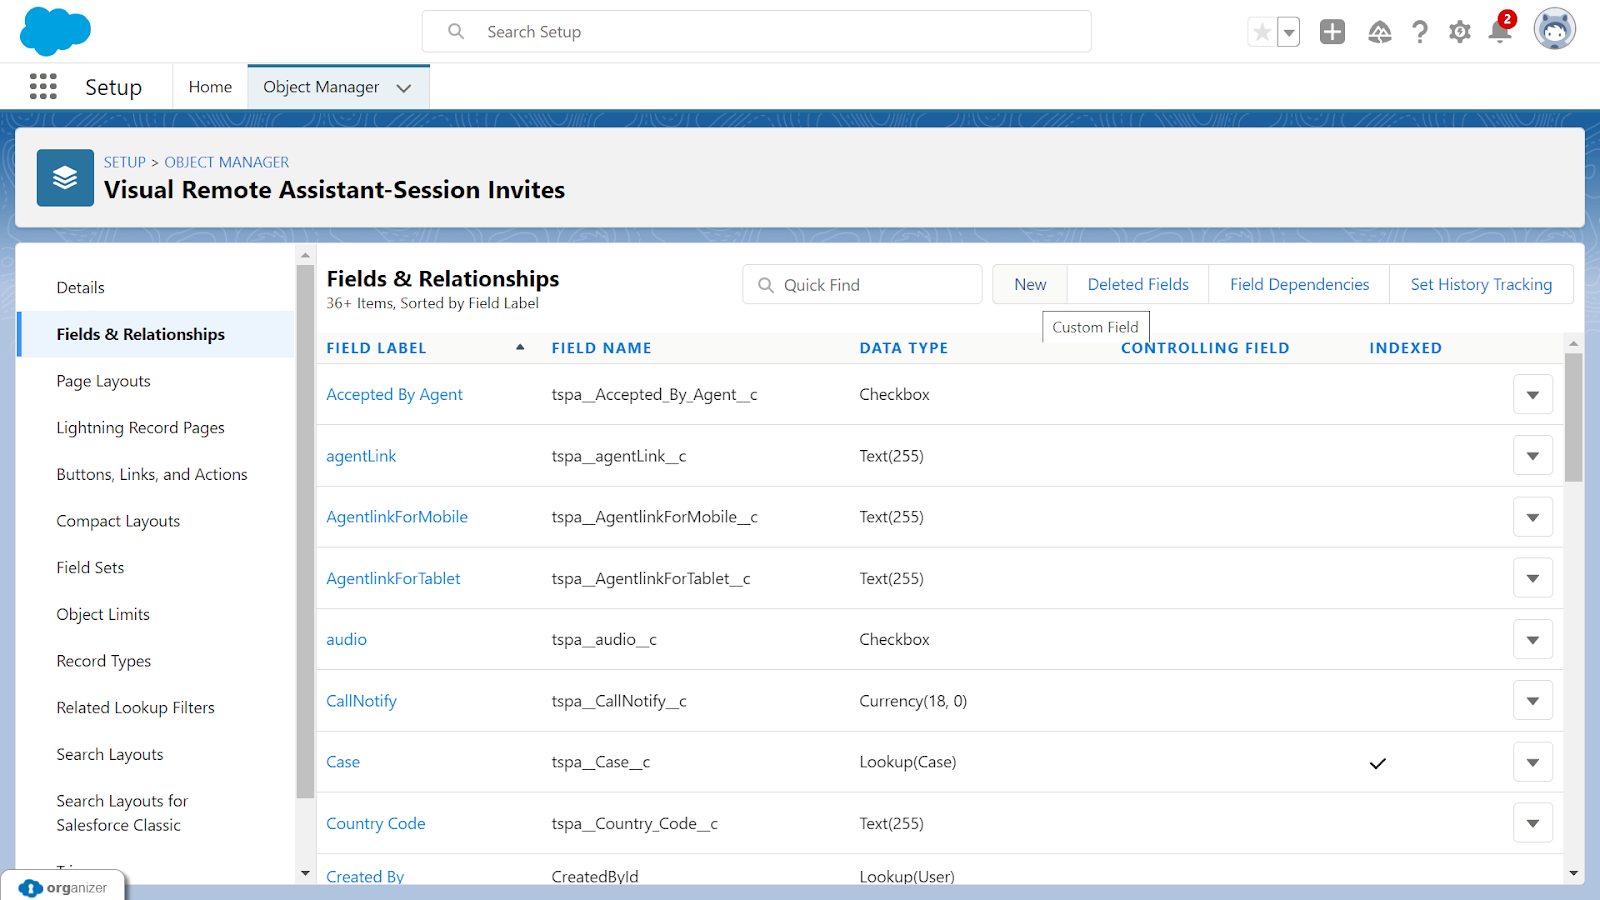 Search Setup
2
Setup
Home
Object Manager
SETUP > OBJECT MANAGER
Visual Remote Assistant-Session Invites
Details
Fields & Relationships
Page Layouts
Lightning Record Pages
Buttons, Links, and Actions
Compact Layouts
Field Sets
Object Limits
Record Types
Related Lookup Filters
Search Layouts
Search Layouts for
Salesforce Classic
organizer
Fields & Relationships
36+ Items, Sorted by Field Label
Quick Find
New
Deleted Fields
Field Dependencies
Set History Tracking
Custom Field
FIELD LABEL FIELD NAME DATA TYPE CONTROLLING FIELD INDEXED
Accepted By Agent tspa__Accepted_By_Agent__c Checkbox
agentLink tspa__agentLink__c Text(255)
AgentlinkForMobile tspa__AgentlinkForMobile__c Text(255)
AgentlinkForTablet tspa__AgentlinkForTablet__c Text(255)
audio tspa__audio__c Checkbox
CallNotify tspa__CallNotify__c Currency(18, 0)
Case tspa__Case__c Lookup(Case)
Country Code tspa__Country_Code__c Text(255)
Created By CreatedById Lookup(User)